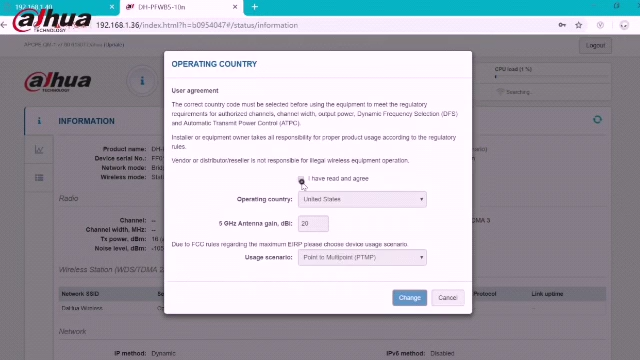 192.168.1.40
DH-PFWB5-10n
192.168.1.36/index.html?h=b0954047#/status/information
alhua
TECHNOLOGY
Logout
alhua
TECHNOLOGY
CPU load (1 %)
Searching...
OPERATING COUNTRY
User agreement
The correct country code must be selected before using the equipment to meet the regulatory
requirements for authorized channels, channel width, output power, Dynamic Frequency Selection (DFS)
and Automatic Transmit Power Control (ATPC).
Installer or equipment owner takes all responsibility for proper product usage according to the regulatory
rules.
Vendor or distributor/reseller is not responsible for illegal wireless equipment operation.
I have read and agree
Operating country: United States
5 GHz Antenna gain, dBi: 20
Due to FCC rules regarding the maximum EIRP please choose device usage scenario.
Usage scenario: Point to Multipoint (PTMP)
Change Cancel
INFORMATION
Product name: DH-
Device serial No.:
Network mode:
Wireless mode:
Radio
Channel: --
Channel width, MHz: --
Tx power, dBm:
Noise level, dBm:
Wireless Station (WDS/TDMA
Network SSID
Protocol
Link uptime
DaHua Wireless
--
Network
IP method: Dynamic
IPv6 method: Disabled